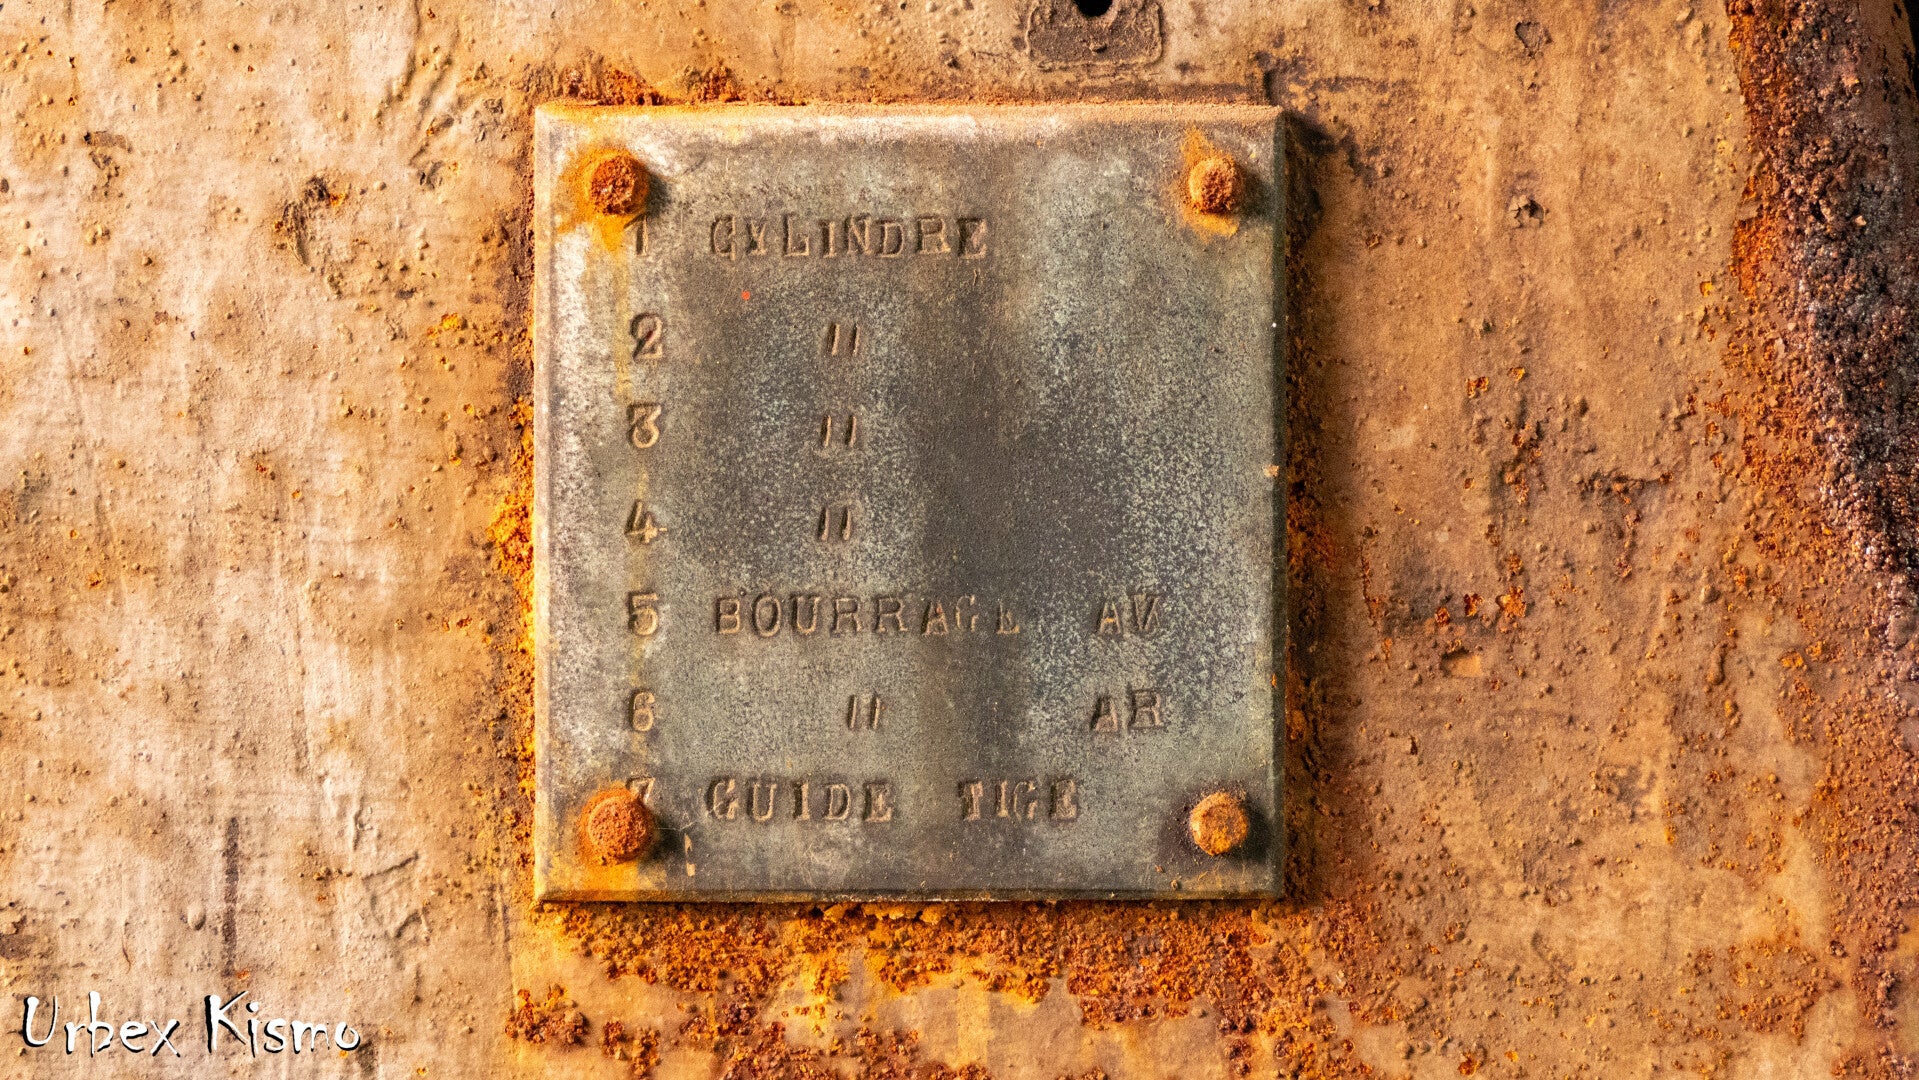 1 CYLINDRE
2 "
3 "
4 "
5 BOURRAGE AV
6 " AR
7 GUIDE TIGE
Urbex Kismo